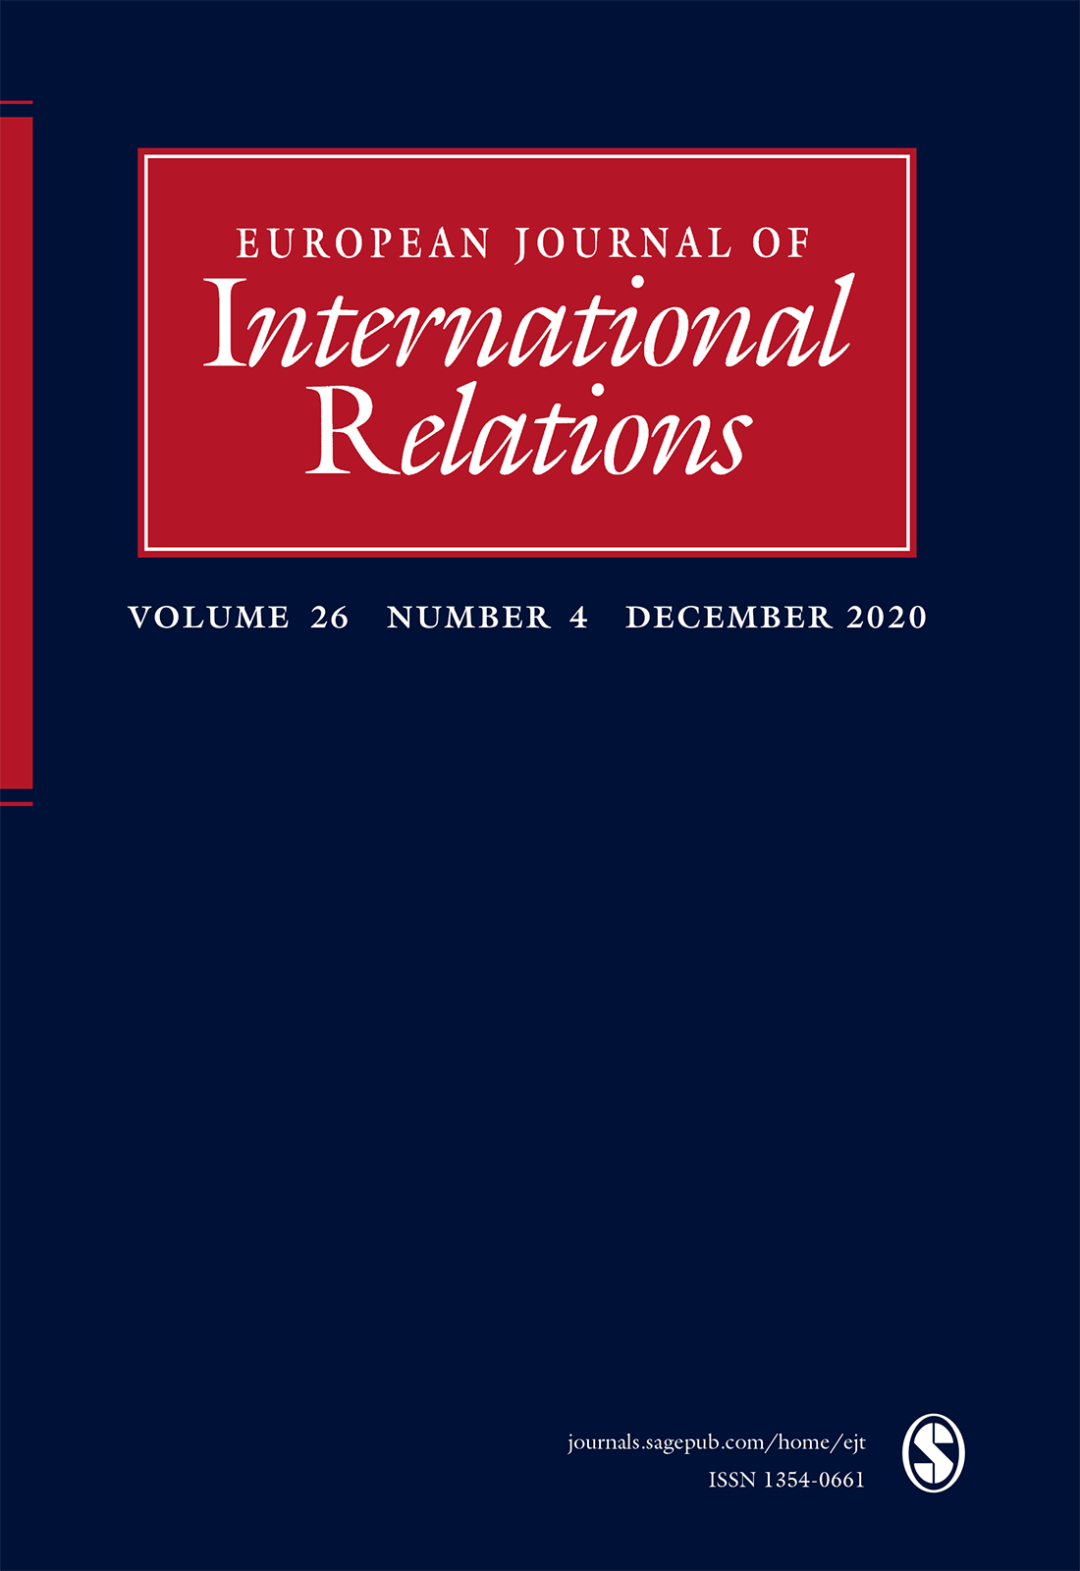 EUROPEAN JOURNAL OF
International
Relations
VOLUME 26 NUMBER 4 DECEMBER 2020
journals.sagepub.com/home/ejt
ISSN 1354-0661
S